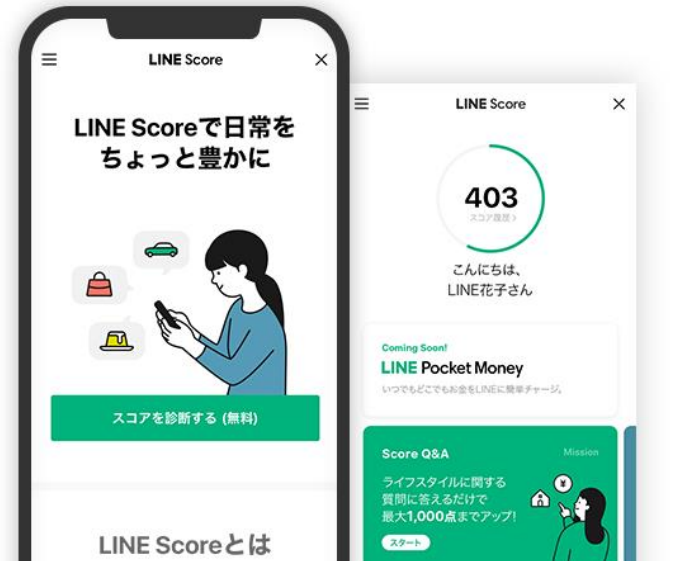 LINE Score
LINE Scoreで日常を
ちょっと豊かに
スコアを診断する (無料)
LINE Scoreとは
LINE Score
403
スコア履歴
こんにちは、
LINE花子さん
Coming Soon!
LINE Pocket Money
いつでもどこでもお金をLINEに簡単チャージ。
Score Q&A
Mission
ライフスタイルに関する
質問に答えるだけで
最大1,000点までアップ!
¥
スタート